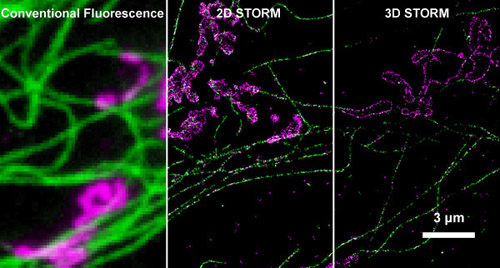 Conventional Fluorescence
2D STORM
3D STORM
3 μm